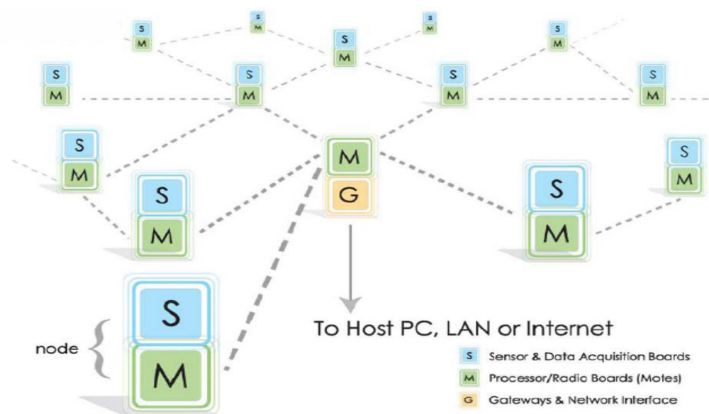 S
M
S
M
S
M
S
M
S
M
S
M
S
M
S
M
S
M
S
M
M
G
S
M
S
M
S
M
S
M
node
To Host PC, LAN or Internet
S Sensor & Data Acquisition Boards
M Processor/Radio Boards (Motes)
G Gateways & Network Interface